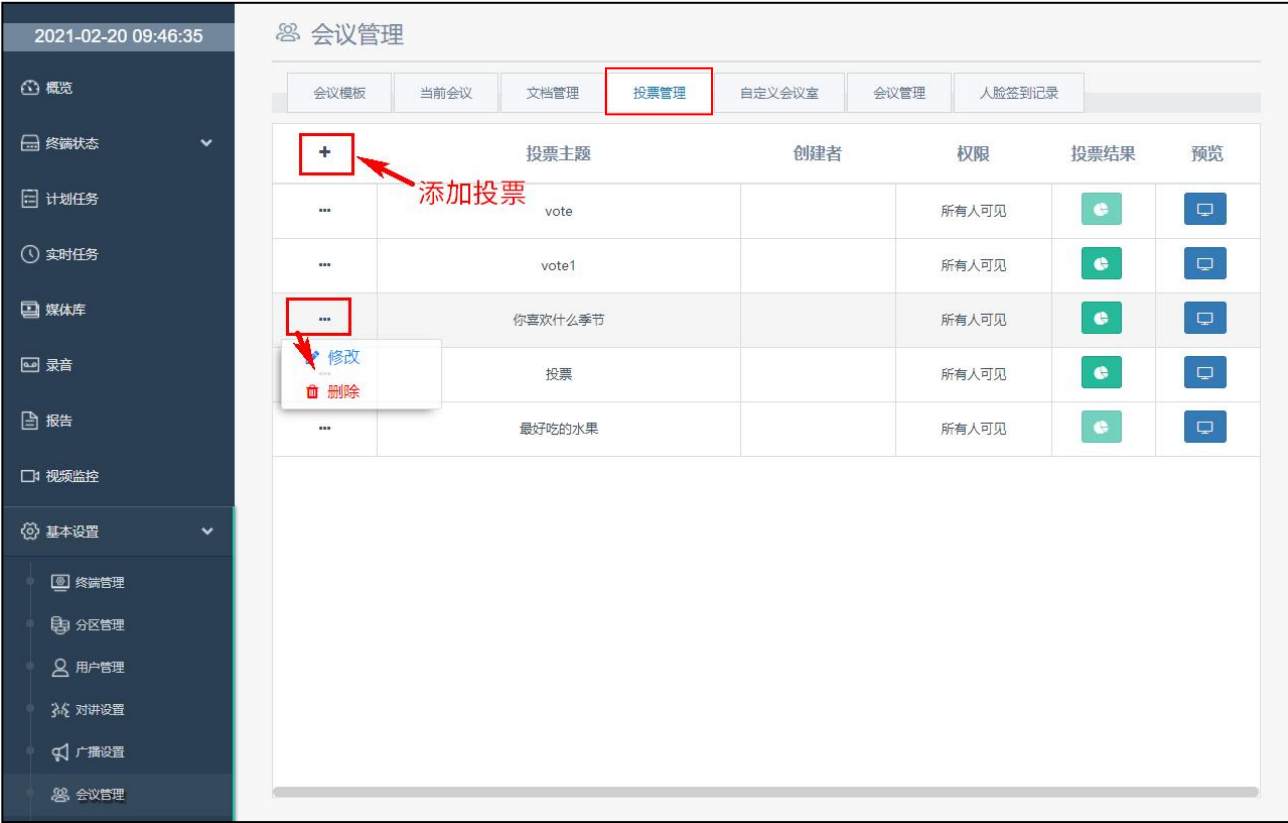 2021-02-20 09:46:35
会议管理
概览
终端状态
计划任务
实时任务
媒体库
录音
报告
视频监控
基本设置
终端管理
分区管理
用户管理
对讲设置
广播设置
会议管理
会议模板 当前会议 文档管理 投票管理 自定义会议室 会议管理 人脸签到记录
+ 投票主题 创建者 权限 投票结果 预览
添加投票
... vote 所有人可见
... vote1 所有人可见
... 你喜欢什么季节 所有人可见
修改
... 投票 所有人可见
删除
... 最好吃的水果 所有人可见